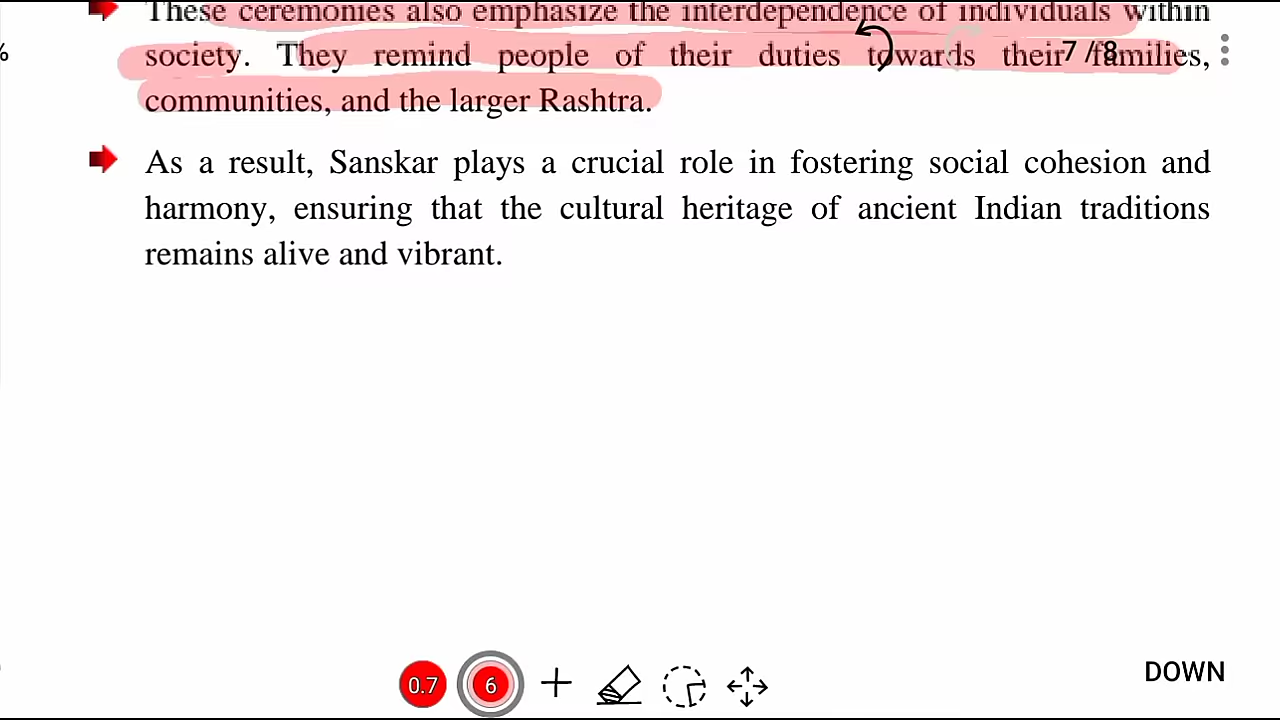 These ceremonies also emphasize the interdependence of individuals within
society. They remind people of their duties towards their families,
7 / 8
%
communities, and the larger Rashtra.
As a result, Sanskar plays a crucial role in fostering social cohesion and
harmony, ensuring that the cultural heritage of ancient Indian traditions
remains alive and vibrant.
0.7 6
DOWN